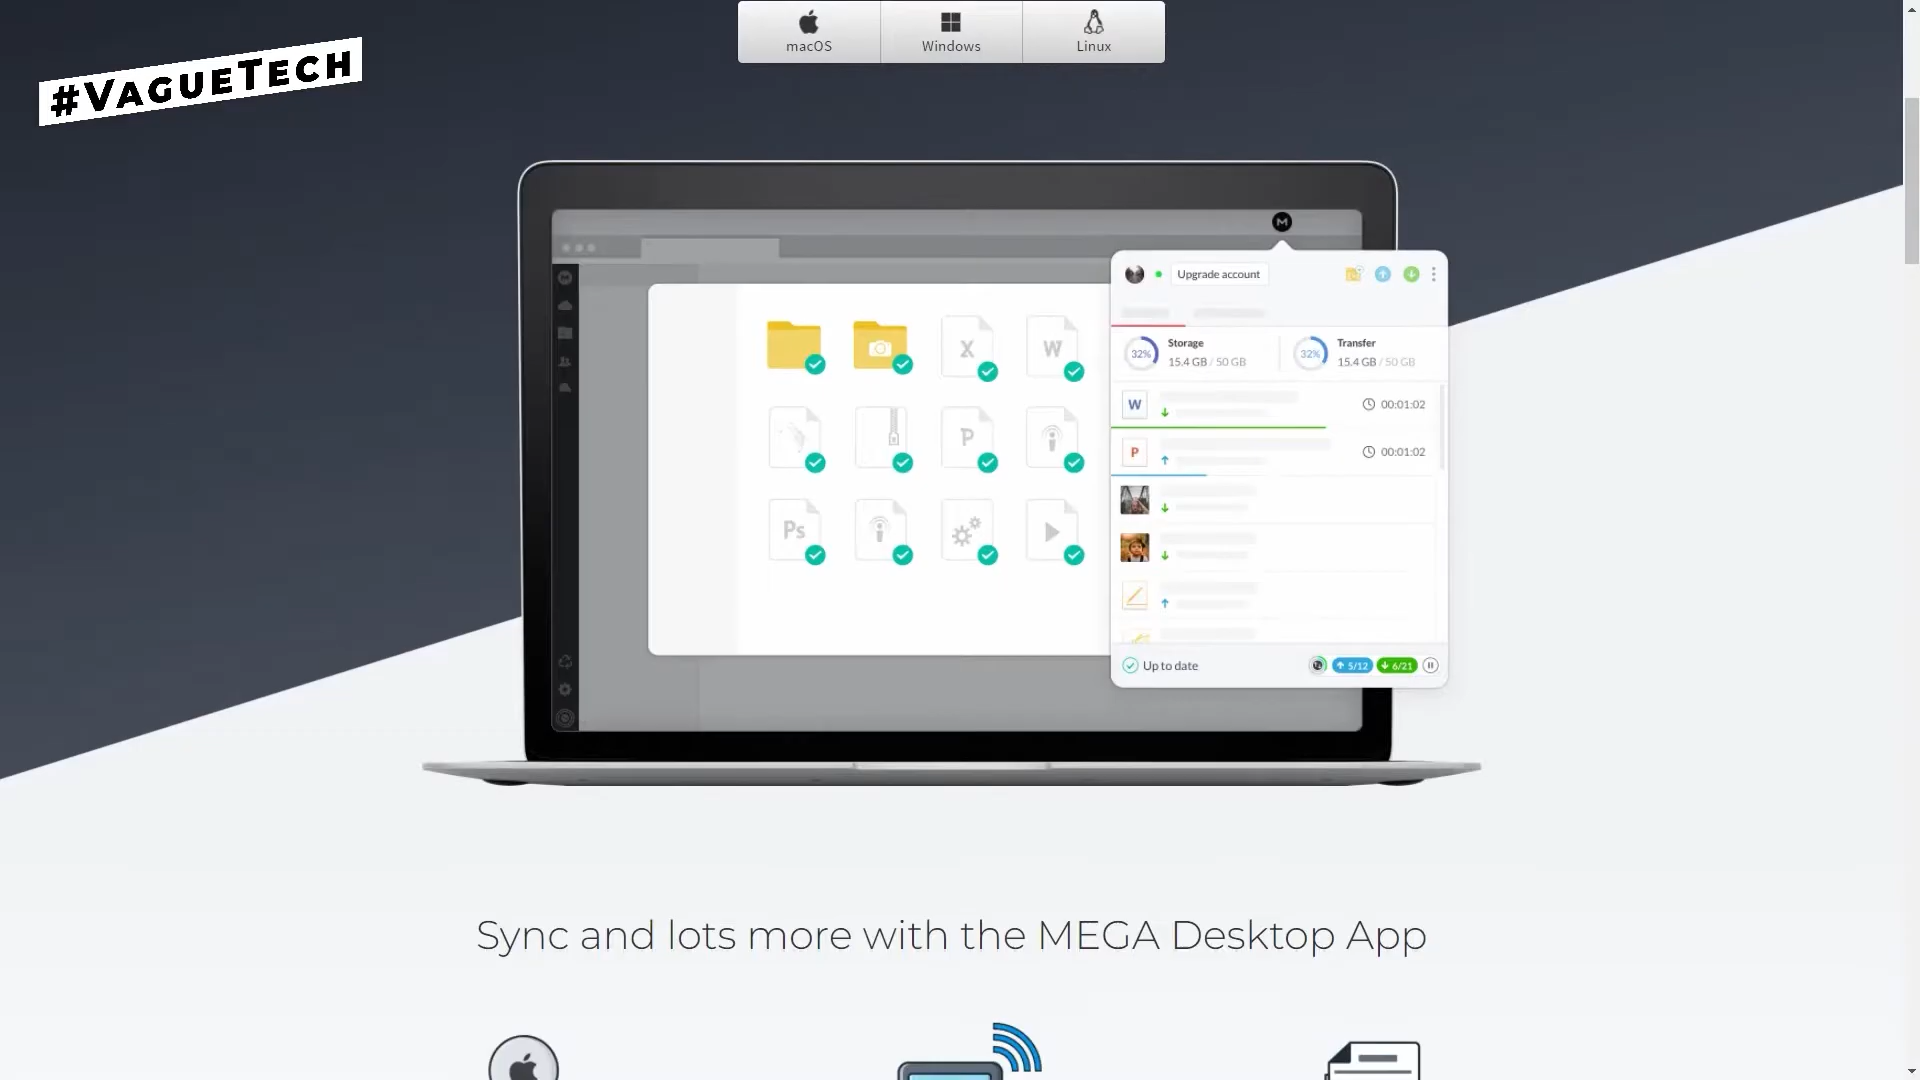 macOS
Windows
Linux
#VAGUETECH
M
Upgrade account
X
W
32%
Storage
15.4 GB / 50 GB
32%
Transfer
15.4 GB / 50 GB
W
00:01:02
P
P
00:01:02
Ps
Up to date
5/12
6/21
Sync and lots more with the MEGA Desktop App